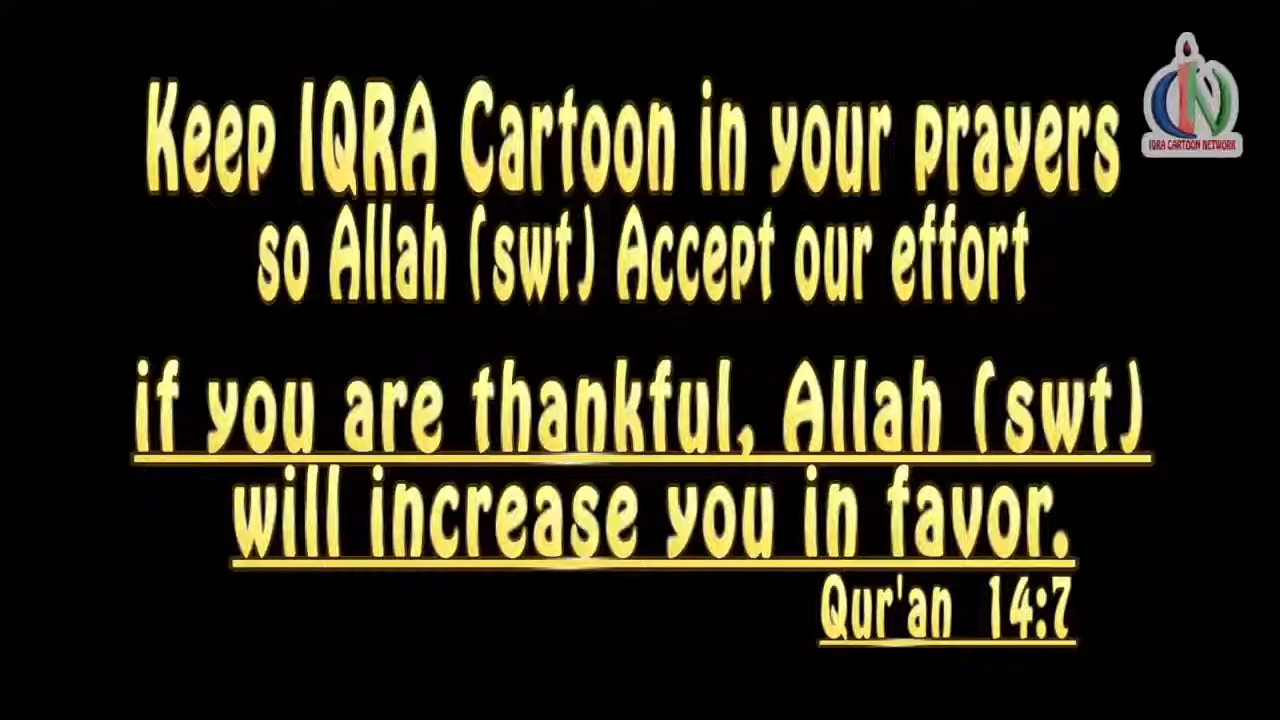 Keep IQRA Cartoon in your prayers
so Allah (swt) Accept our effort
if you are thankful, Allah (swt)
will increase you in favor.
Qur'an 14:7
IQRA CARTOON NETWORK